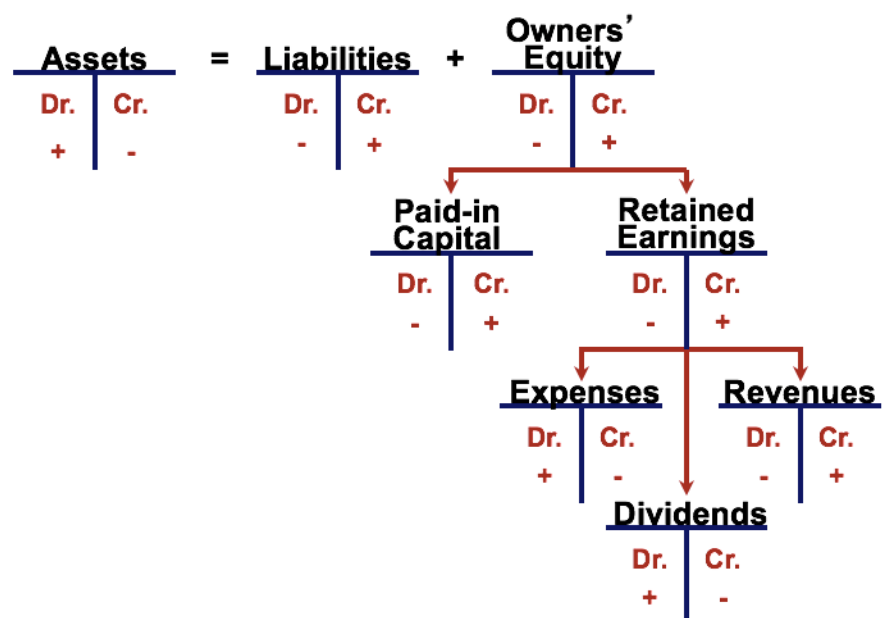 Assets = Liabilities + Owners’ Equity
Dr. Cr. Dr. Cr. Dr. Cr.
+ - - + - +
Paid-in Capital
Retained Earnings
Dr. Cr. Dr. Cr.
- + - +
Expenses Revenues
Dr. Cr. Dr. Cr.
+ - - +
Dividends
Dr. Cr.
+ -